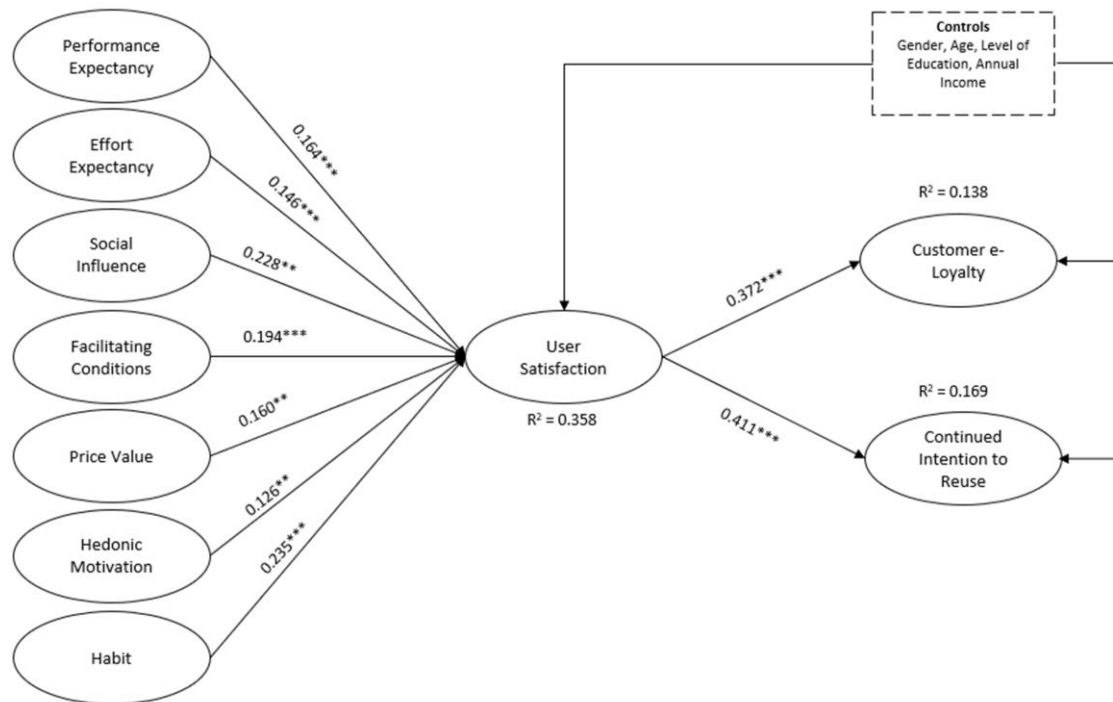 Performance
Expectancy
Effort
Expectancy
Social
Influence
Facilitating
Conditions
Price Value
Hedonic
Motivation
Habit
0.164***
0.146***
0.228**
0.194***
0.160**
0.126**
0.235***
User
Satisfaction
R² = 0.358
0.372***
0.411***
Controls
Gender, Age, Level of
Education, Annual
Income
R² = 0.138
Customer e-
Loyalty
R² = 0.169
Continued
Intention to
Reuse